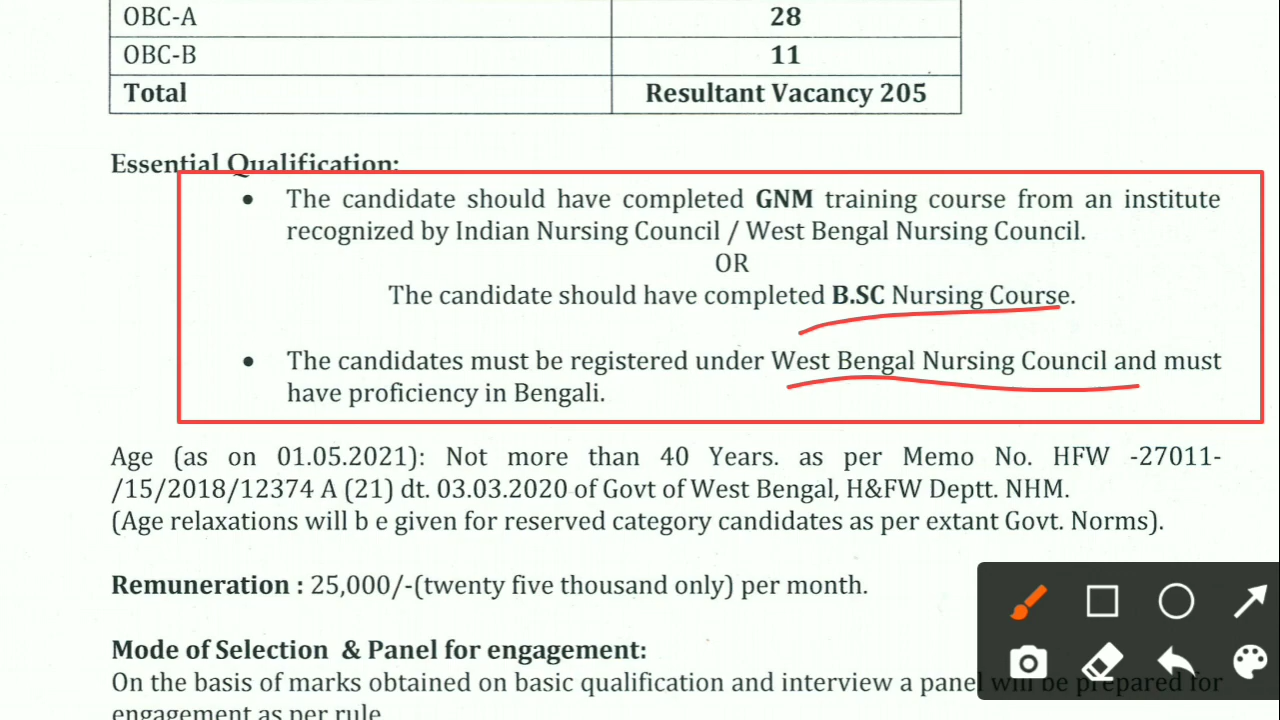 OBC-A 28
OBC-B 11
Total Resultant Vacancy 205
Essential Qualification:
• The candidate should have completed GNM training course from an institute
recognized by Indian Nursing Council / West Bengal Nursing Council.
OR
The candidate should have completed B.SC Nursing Course.
• The candidates must be registered under West Bengal Nursing Council and must
have proficiency in Bengali.
Age (as on 01.05.2021): Not more than 40 Years. as per Memo No. HFW -27011-
/15/2018/12374 A (21) dt. 03.03.2020 of Govt of West Bengal, H&FW Deptt. NHM.
(Age relaxations will b e given for reserved category candidates as per extant Govt. Norms).
Remuneration : 25,000/-(twenty five thousand only) per month.
Mode of Selection & Panel for engagement:
On the basis of marks obtained on basic qualification and interview a panel will be prepared for
engagement as per rule